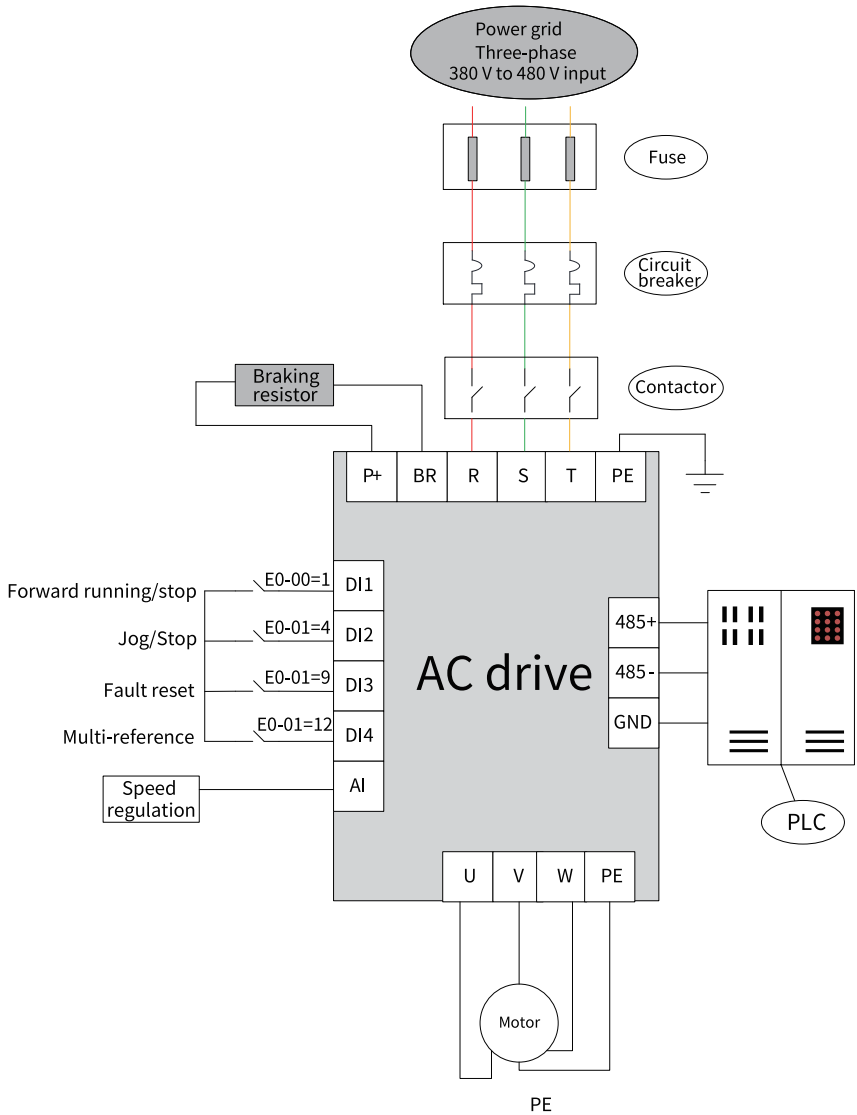 Power grid
Three-phase
380 V to 480 V input
Fuse
Circuit
breaker
Contactor
Braking
resistor
P+ BR R S T PE
Forward running/stop E0-00=1 DI1
Jog/Stop E0-01=4 DI2
Fault reset E0-01=9 DI3
Multi-reference E0-01=12 DI4
Speed
regulation
AI
AC drive
485+
485-
GND
PLC
U V W PE
Motor
PE